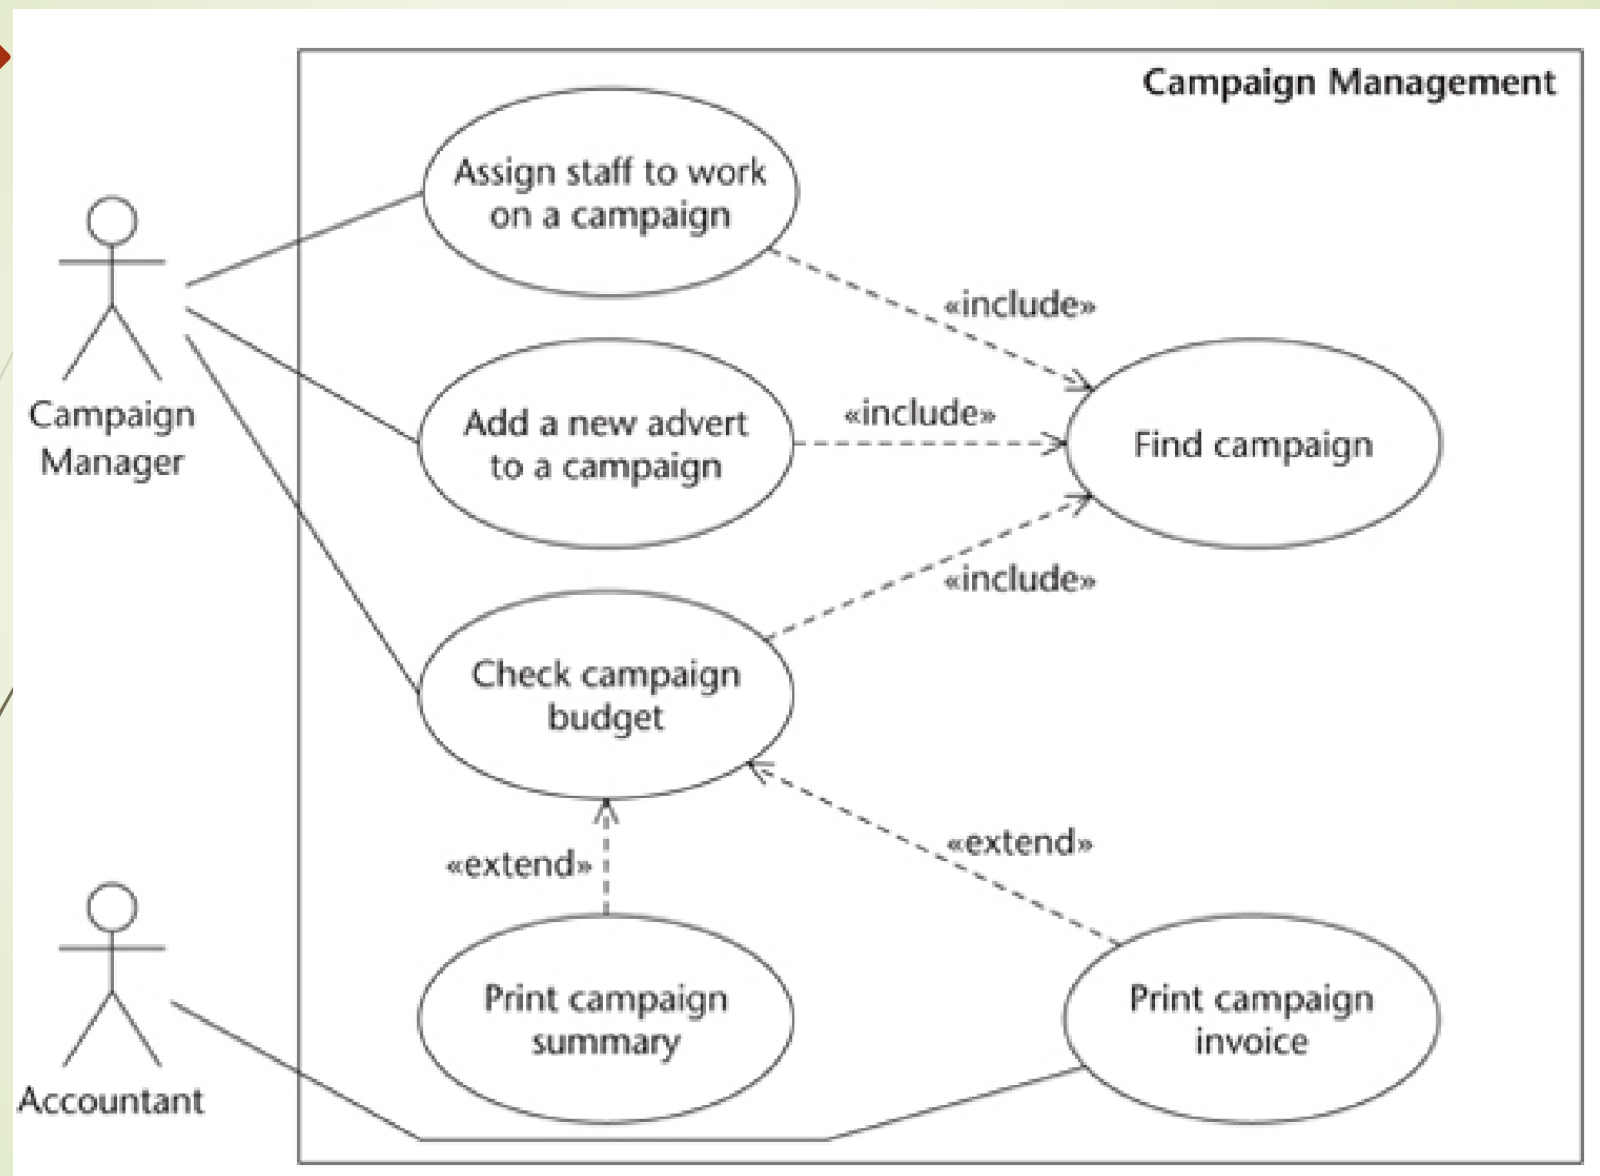 Campaign Management
Assign staff to work
on a campaign
«include»
Campaign
Manager
Add a new advert
to a campaign
«include»
Find campaign
«include»
Check campaign
budget
«extend»
«extend»
Print campaign
summary
Print campaign
invoice
Accountant